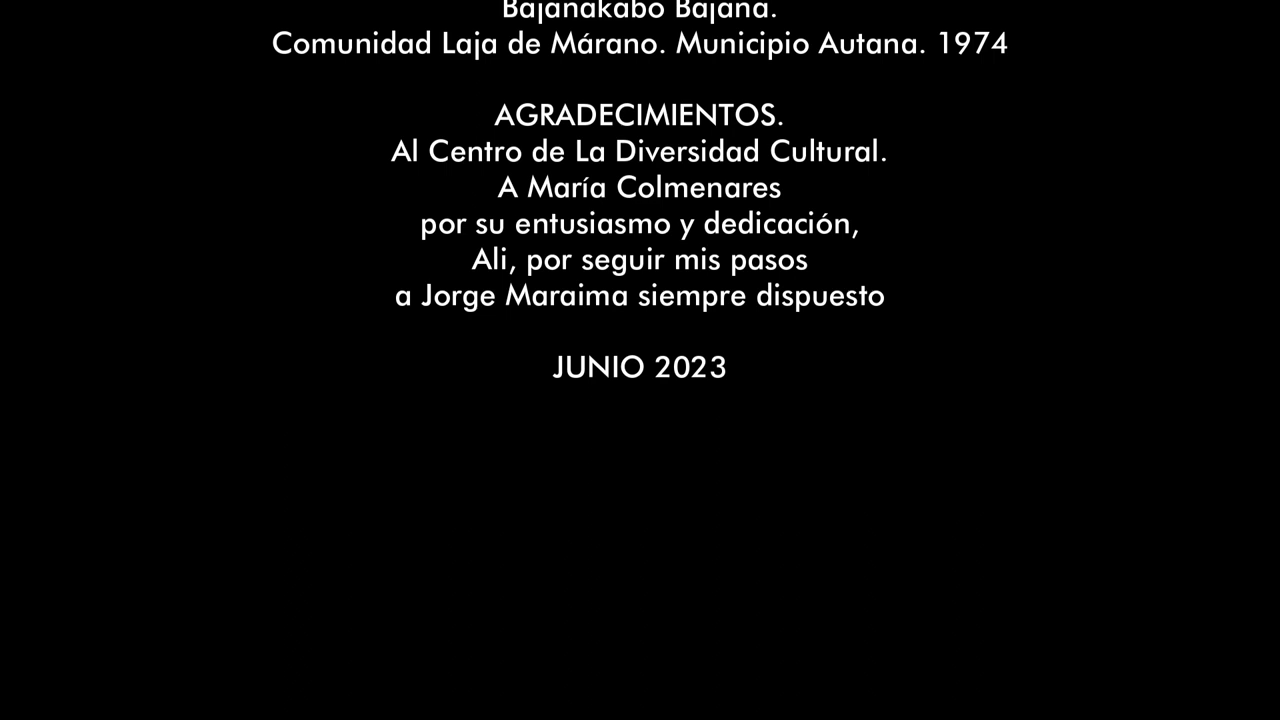 Bajanakabo Bajana.
Comunidad Laja de Márano. Municipio Autana. 1974
AGRADECIMIENTOS.
Al Centro de La Diversidad Cultural.
A María Colmenares
por su entusiasmo y dedicación,
Ali, por seguir mis pasos
a Jorge Maraima siempre dispuesto
JUNIO 2023